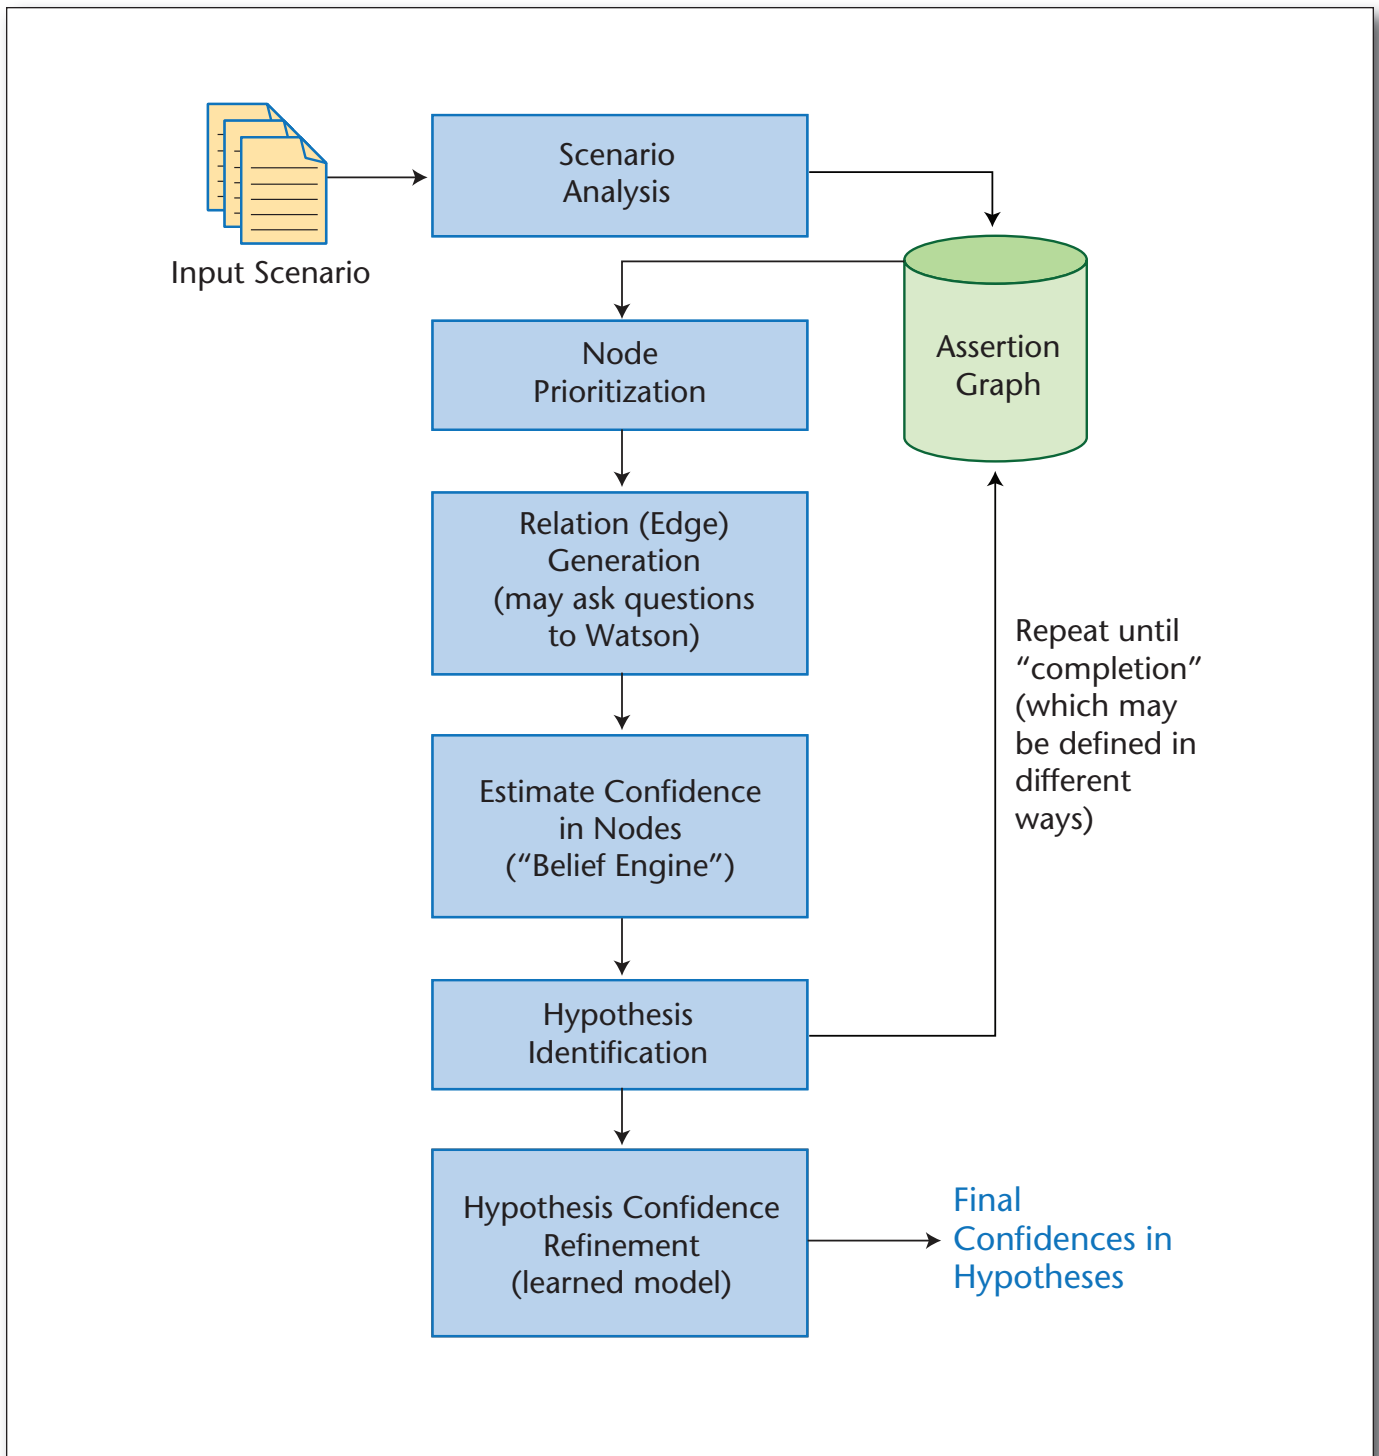 Input Scenario
Scenario
Analysis
Assertion
Graph
Node
Prioritization
Relation (Edge)
Generation
(may ask questions
to Watson)
Estimate Confidence
in Nodes
(“Belief Engine”)
Hypothesis
Identification
Repeat until
“completion”
(which may
be defined in
different
ways)
Hypothesis Confidence
Refinement
(learned model)
Final
Confidences in
Hypotheses